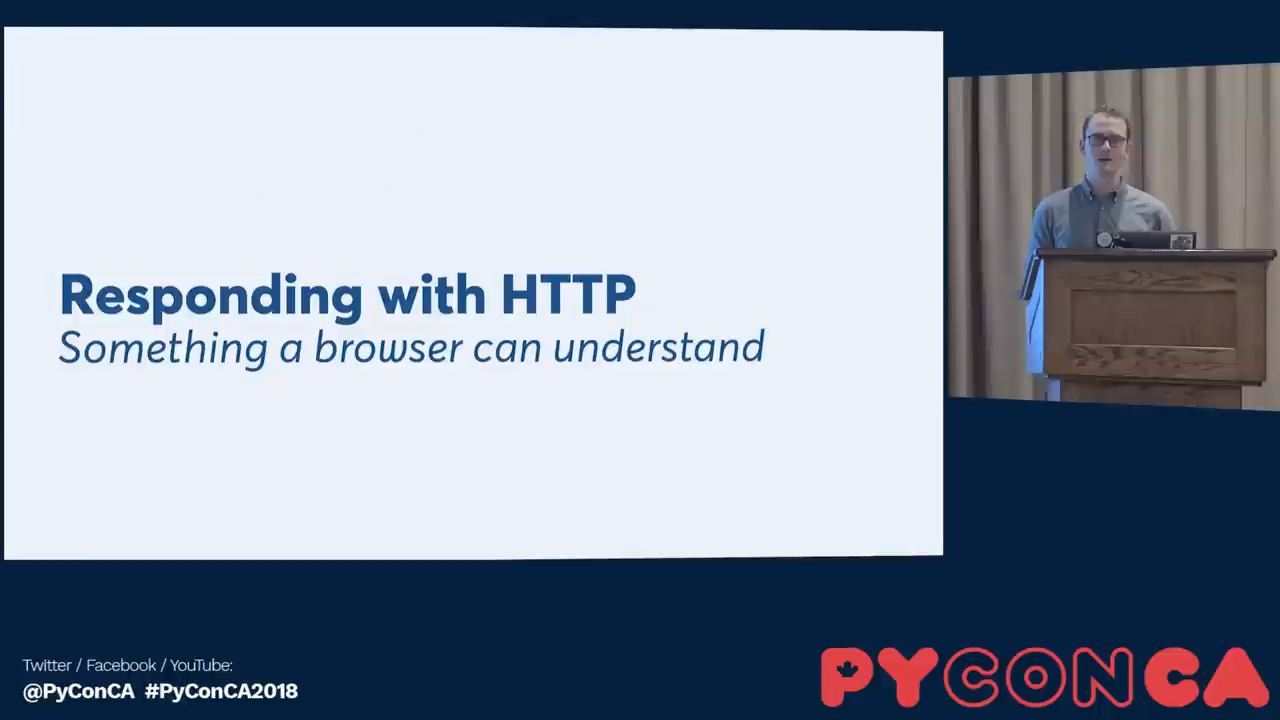 Responding with HTTP
Something a browser can understand
Twitter / Facebook / YouTube:
@PyConCA #PyConCA2018
PYCONCA